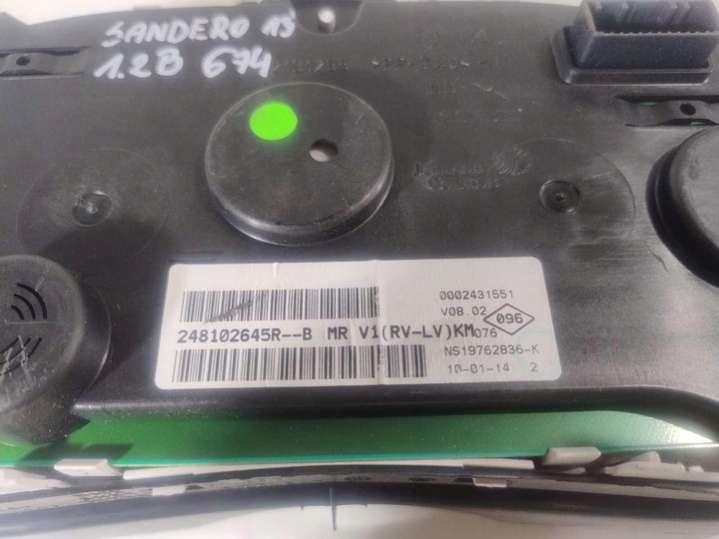 SANDERO 15
1.2B 674
0002431551
V08.02
096
248102645R--B MR V1(RV-LV)KM
076
NS19762836-K
10-01-14 2